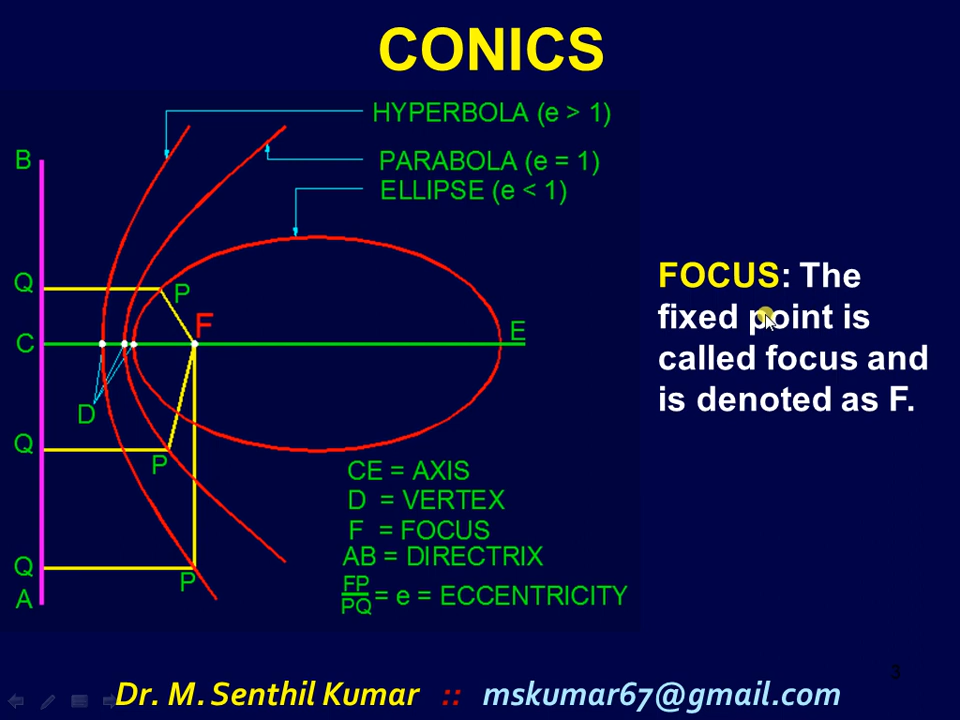 CONICS
HYPERBOLA (e > 1)
PARABOLA (e = 1)
ELLIPSE (e < 1)
B
Q
P
F
C
E
D
Q
P
Q
P
A
CE = AXIS
D = VERTEX
F = FOCUS
AB = DIRECTRIX
FP
PQ = e = ECCENTRICITY
FOCUS: The
fixed point is
called focus and
is denoted as F.
3
Dr. M. Senthil Kumar :: mskumar67@gmail.com